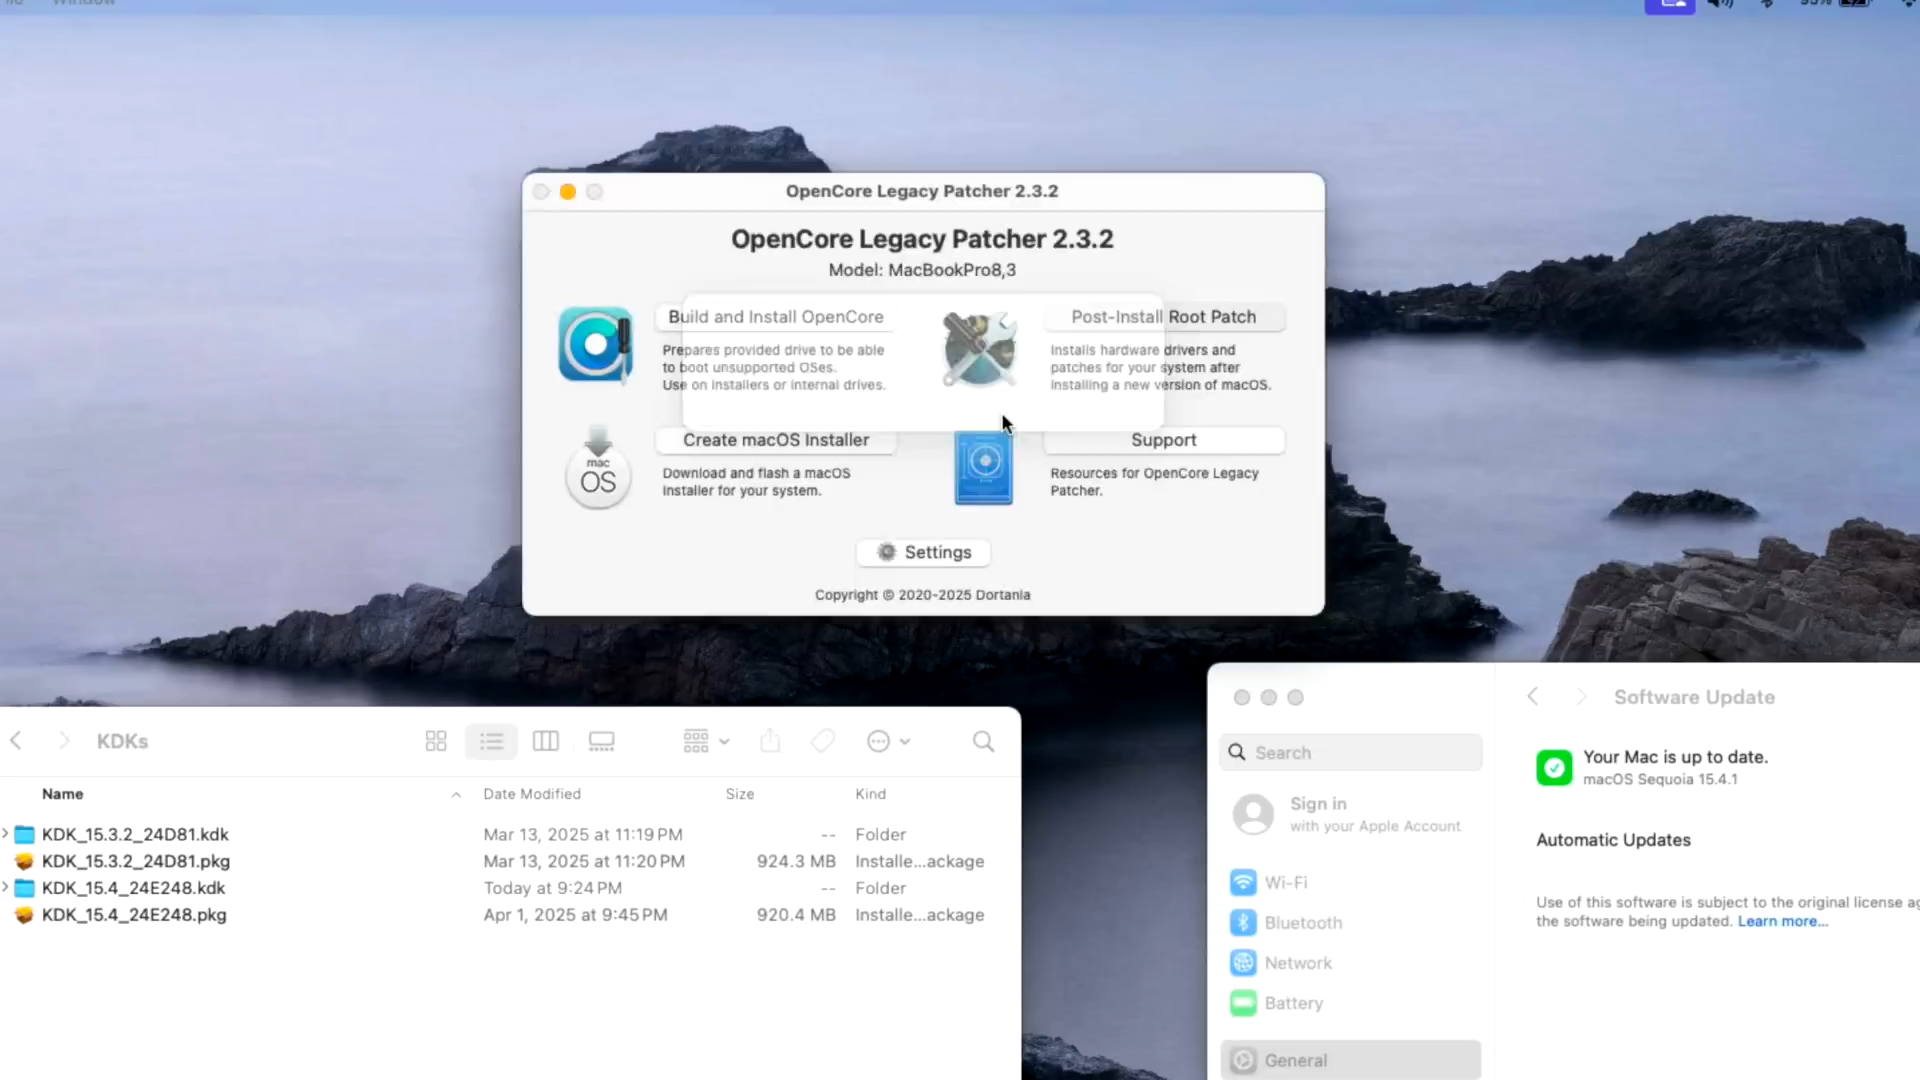 Window
OpenCore Legacy Patcher 2.3.2
OpenCore Legacy Patcher 2.3.2
Model: MacBookPro8,3
Build and Install OpenCore
Prepares provided drive to be able
to boot unsupported OSes.
Use on installers or internal drives.
Post-Install Root Patch
Installs hardware drivers and
patches for your system after
installing a new version of macOS.
mac
OS
Create macOS Installer
Download and flash a macOS
Installer for your system.
Support
Resources for OpenCore Legacy
Patcher.
Settings
Copyright © 2020-2025 Dortania
KDKs
Name Date Modified Size Kind
KDK_15.3.2_24D81.kdk Mar 13, 2025 at 11:19 PM -- Folder
KDK_15.3.2_24D81.pkg Mar 13, 2025 at 11:20 PM 924.3 MB Installe...ackage
KDK_15.4_24E248.kdk Today at 9:24 PM -- Folder
KDK_15.4_24E248.pkg Apr 1, 2025 at 9:45 PM 920.4 MB Installe...ackage
Search
Sign in
with your Apple Account
Wi-Fi
Bluetooth
Network
Battery
General
Software Update
Your Mac is up to date.
macOS Sequoia 15.4.1
Automatic Updates
Use of this software is subject to the original license
the software being updated. Learn more...